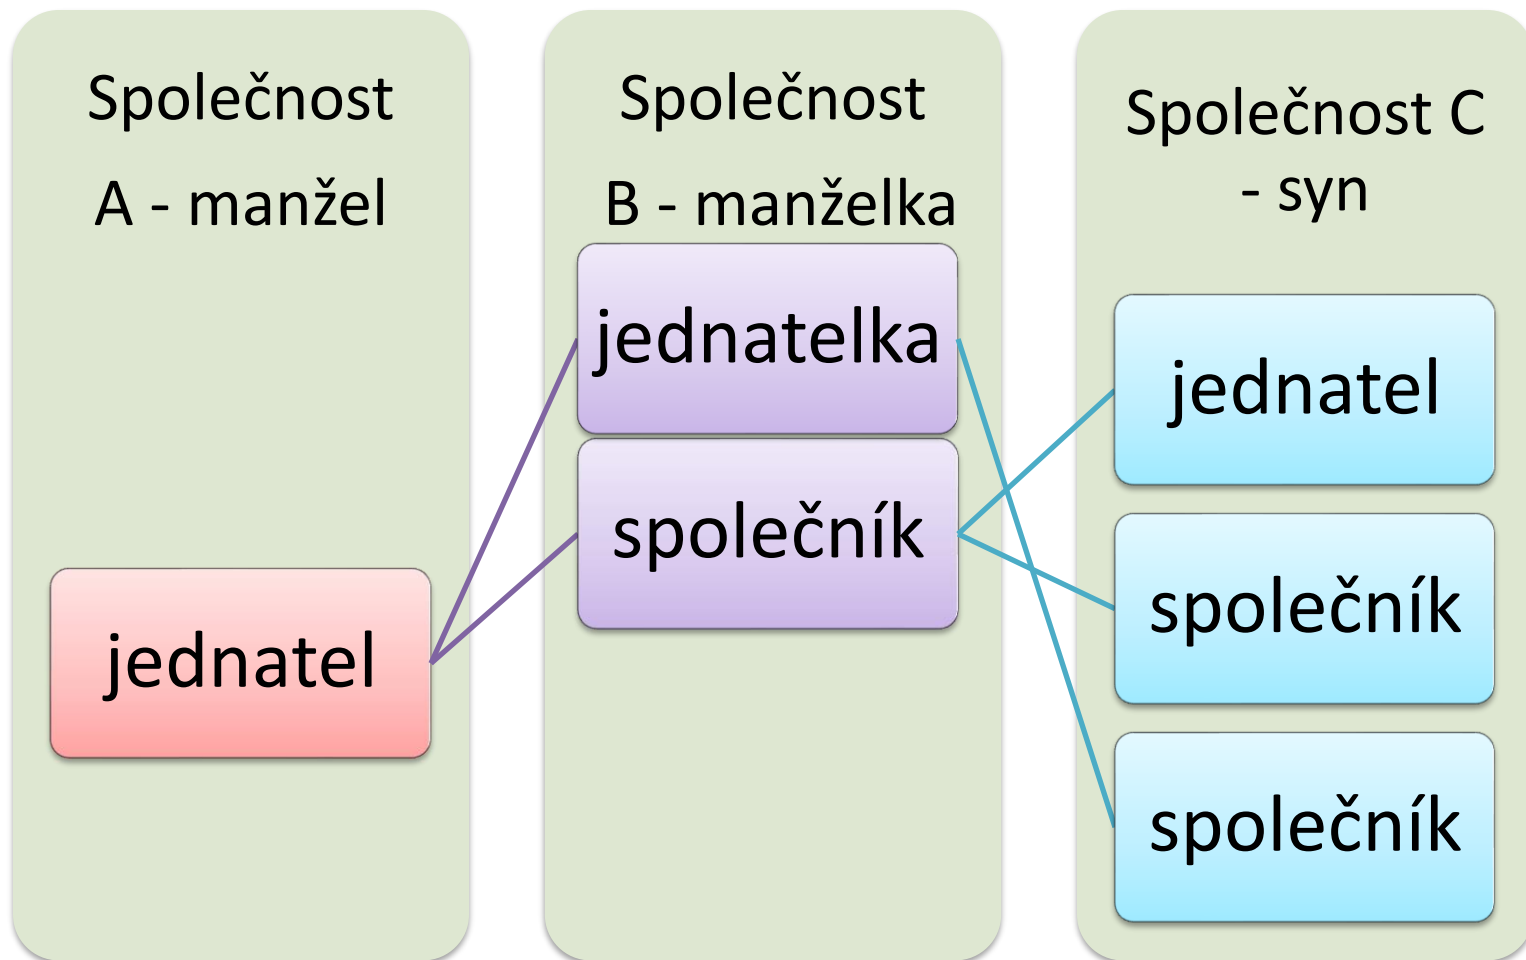 Společnost
A - manžel
jednatel
Společnost
B - manželka
jednatelka
společník
Společnost C
- syn
jednatel
společník
společník